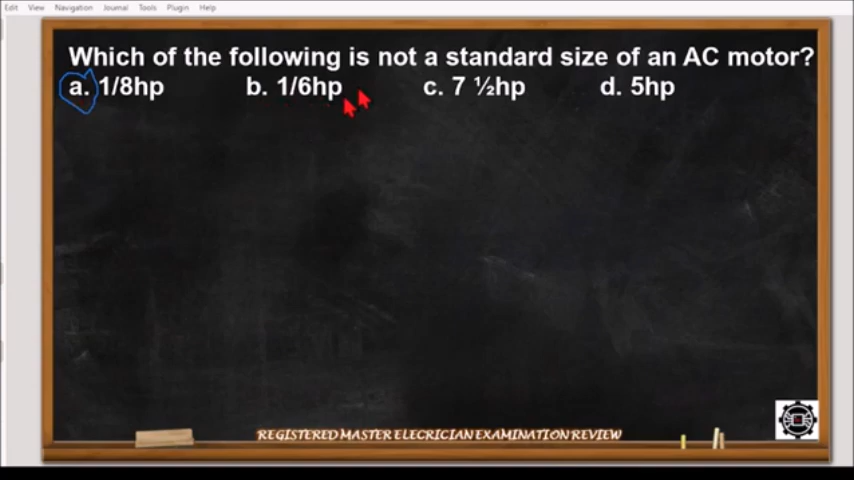 Edit View Navigation Journal Tools Plugin Help
Which of the following is not a standard size of an AC motor?
a. 1/8hp b. 1/6hp c. 7 ½hp d. 5hp
REGISTERED MASTER ELECRICIAN EXAMINATION REVIEW